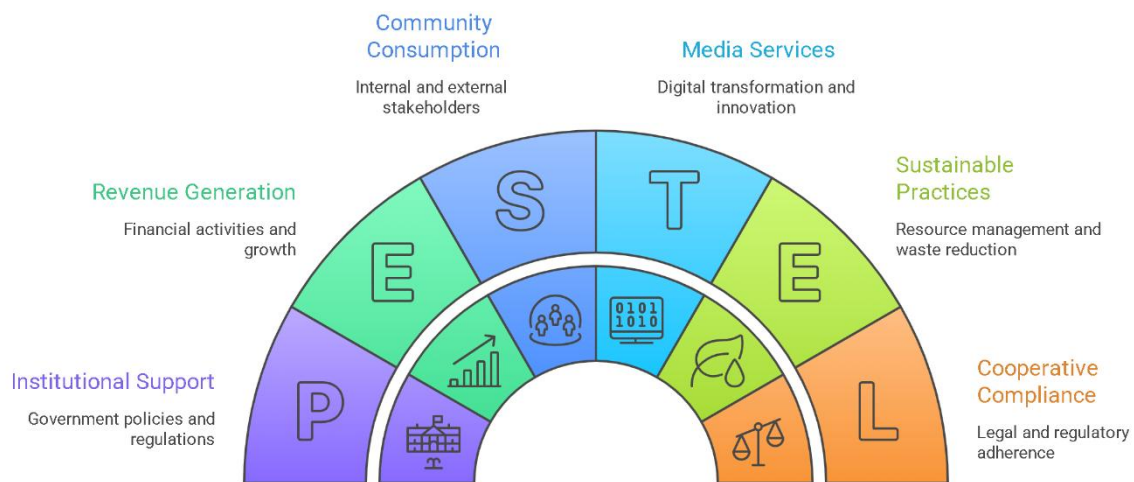 Community
Consumption
Internal and external
stakeholders
Media Services
Digital transformation and
innovation
Revenue Generation
Financial activities and
growth
Sustainable
Practices
Resource management and
waste reduction
Institutional Support
Government policies and
regulations
Cooperative
Compliance
Legal and regulatory
adherence
P
E
S
T
E
L
0101
1010